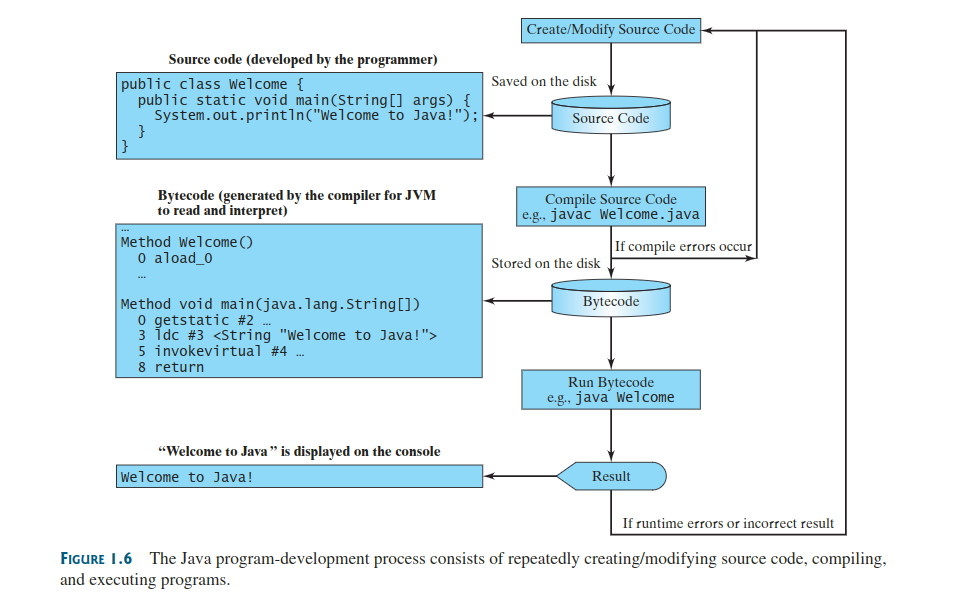 Create/Modify Source Code
Source code (developed by the programmer)
public class Welcome {
  public static void main(String[] args) {
    System.out.println("Welcome to Java!");
  }
}
Saved on the disk
Source Code
Compile Source Code
e.g., javac Welcome.java
If compile errors occur
Bytecode (generated by the compiler for JVM
to read and interpret)
…
Method Welcome()
  0 aload_0
  …
Method void main(java.lang.String[])
  0 getstatic #2 …
  3 ldc #3 <String "Welcome to Java!">
  5 invokevirtual #4 …
  8 return
Stored on the disk
Bytecode
Run Bytecode
e.g., java Welcome
“Welcome to Java” is displayed on the console
Welcome to Java!
Result
If runtime errors or incorrect result
FIGURE 1.6 The Java program-development process consists of repeatedly creating/modifying source code, compiling,
and executing programs.